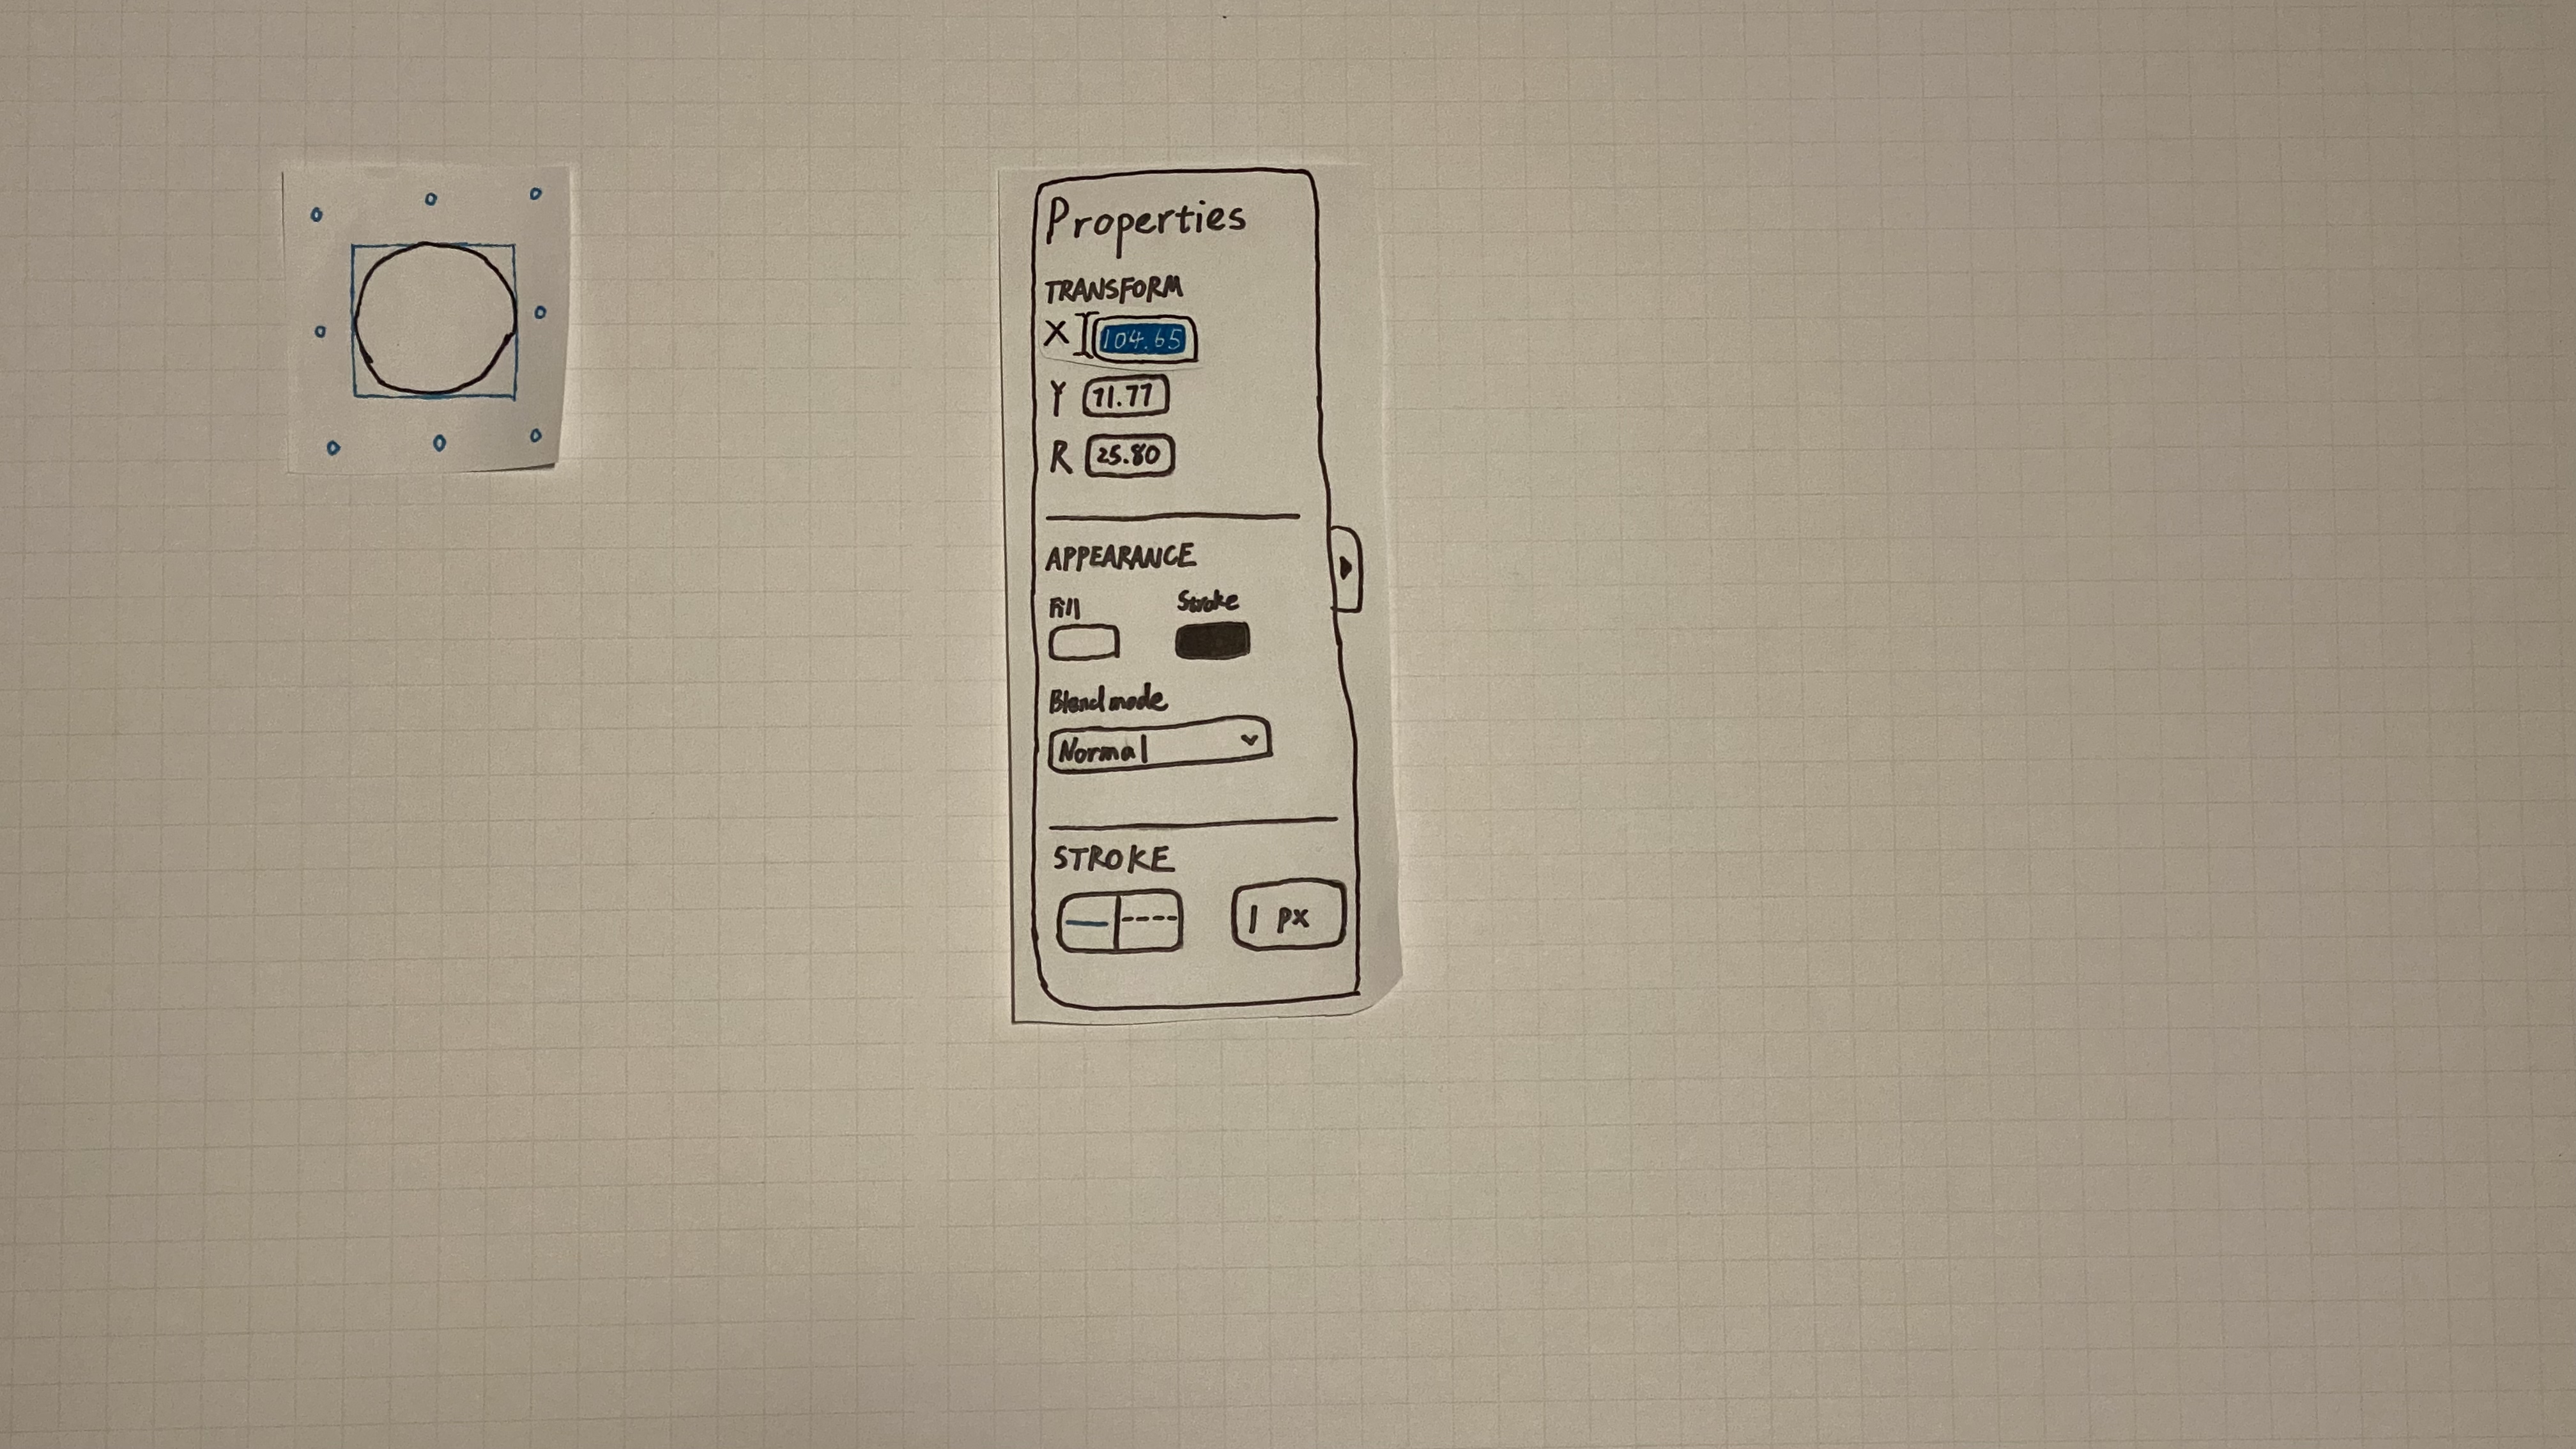 Properties
TRANSFORM
X 104.65
Y 71.77
R 25.80
APPEARANCE
Fill Stroke
Blend mode
Normal
STROKE
1 px